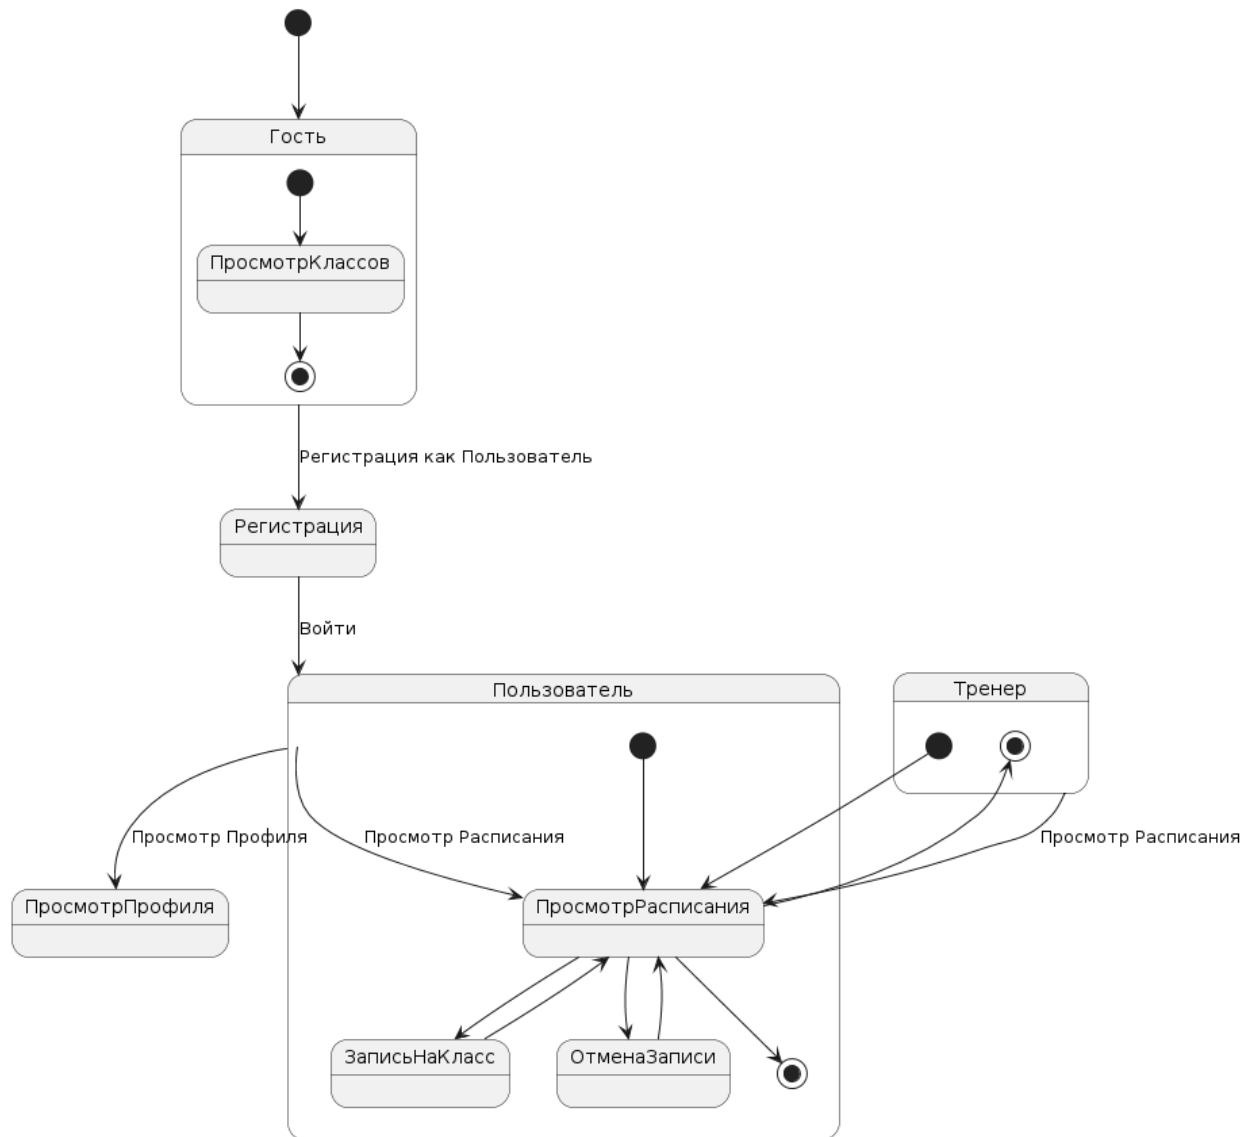 Гость
ПросмотрКлассов
Регистрация как Пользователь
Регистрация
Войти
Пользователь
Тренер
Просмотр Профиля
Просмотр Расписания
Просмотр Расписания
ПросмотрПрофиля
ПросмотрРасписания
ЗаписьНаКласс
ОтменаЗаписи